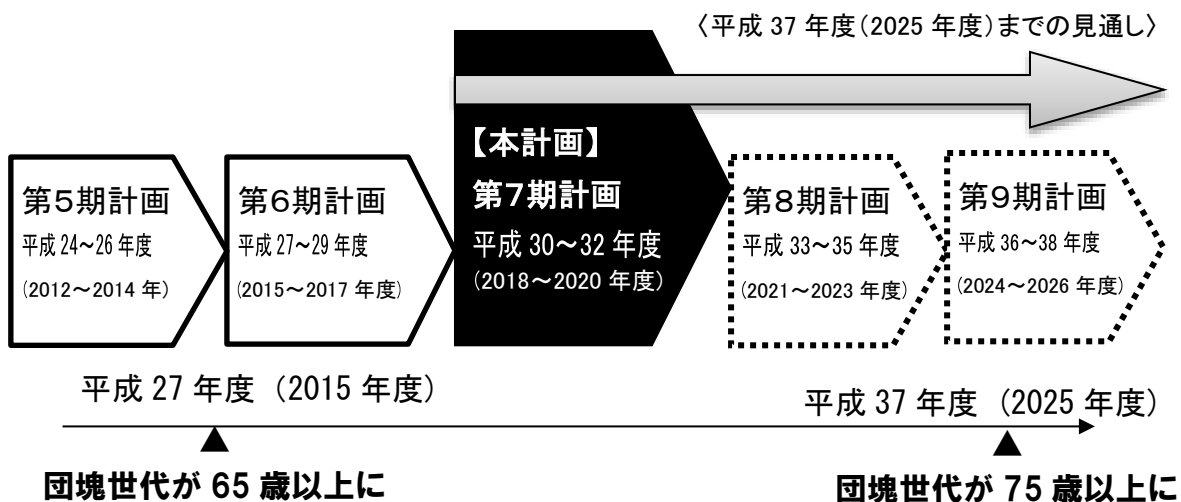 〈平成 37 年度(2025 年度)までの見通し〉
第5期計画
平成 24～26 年度
(2012～2014 年)
第6期計画
平成 27～29 年度
(2015～2017 年度)
【本計画】
第7期計画
平成 30～32 年度
(2018～2020 年度)
第8期計画
平成 33～35 年度
(2021～2023 年度)
第9期計画
平成 36～38 年度
(2024～2026 年度)
平成 27 年度（2015 年度）
平成 37 年度（2025 年度）
団塊世代が 65 歳以上に
団塊世代が 75 歳以上に